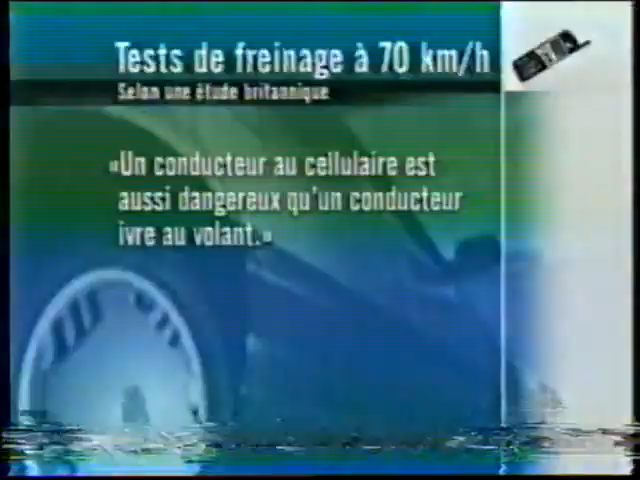 Tests de freinage à 70 km/h
Selon une étude britannique
«Un conducteur au cellulaire est
aussi dangereux qu'un conducteur
ivre au volant.»